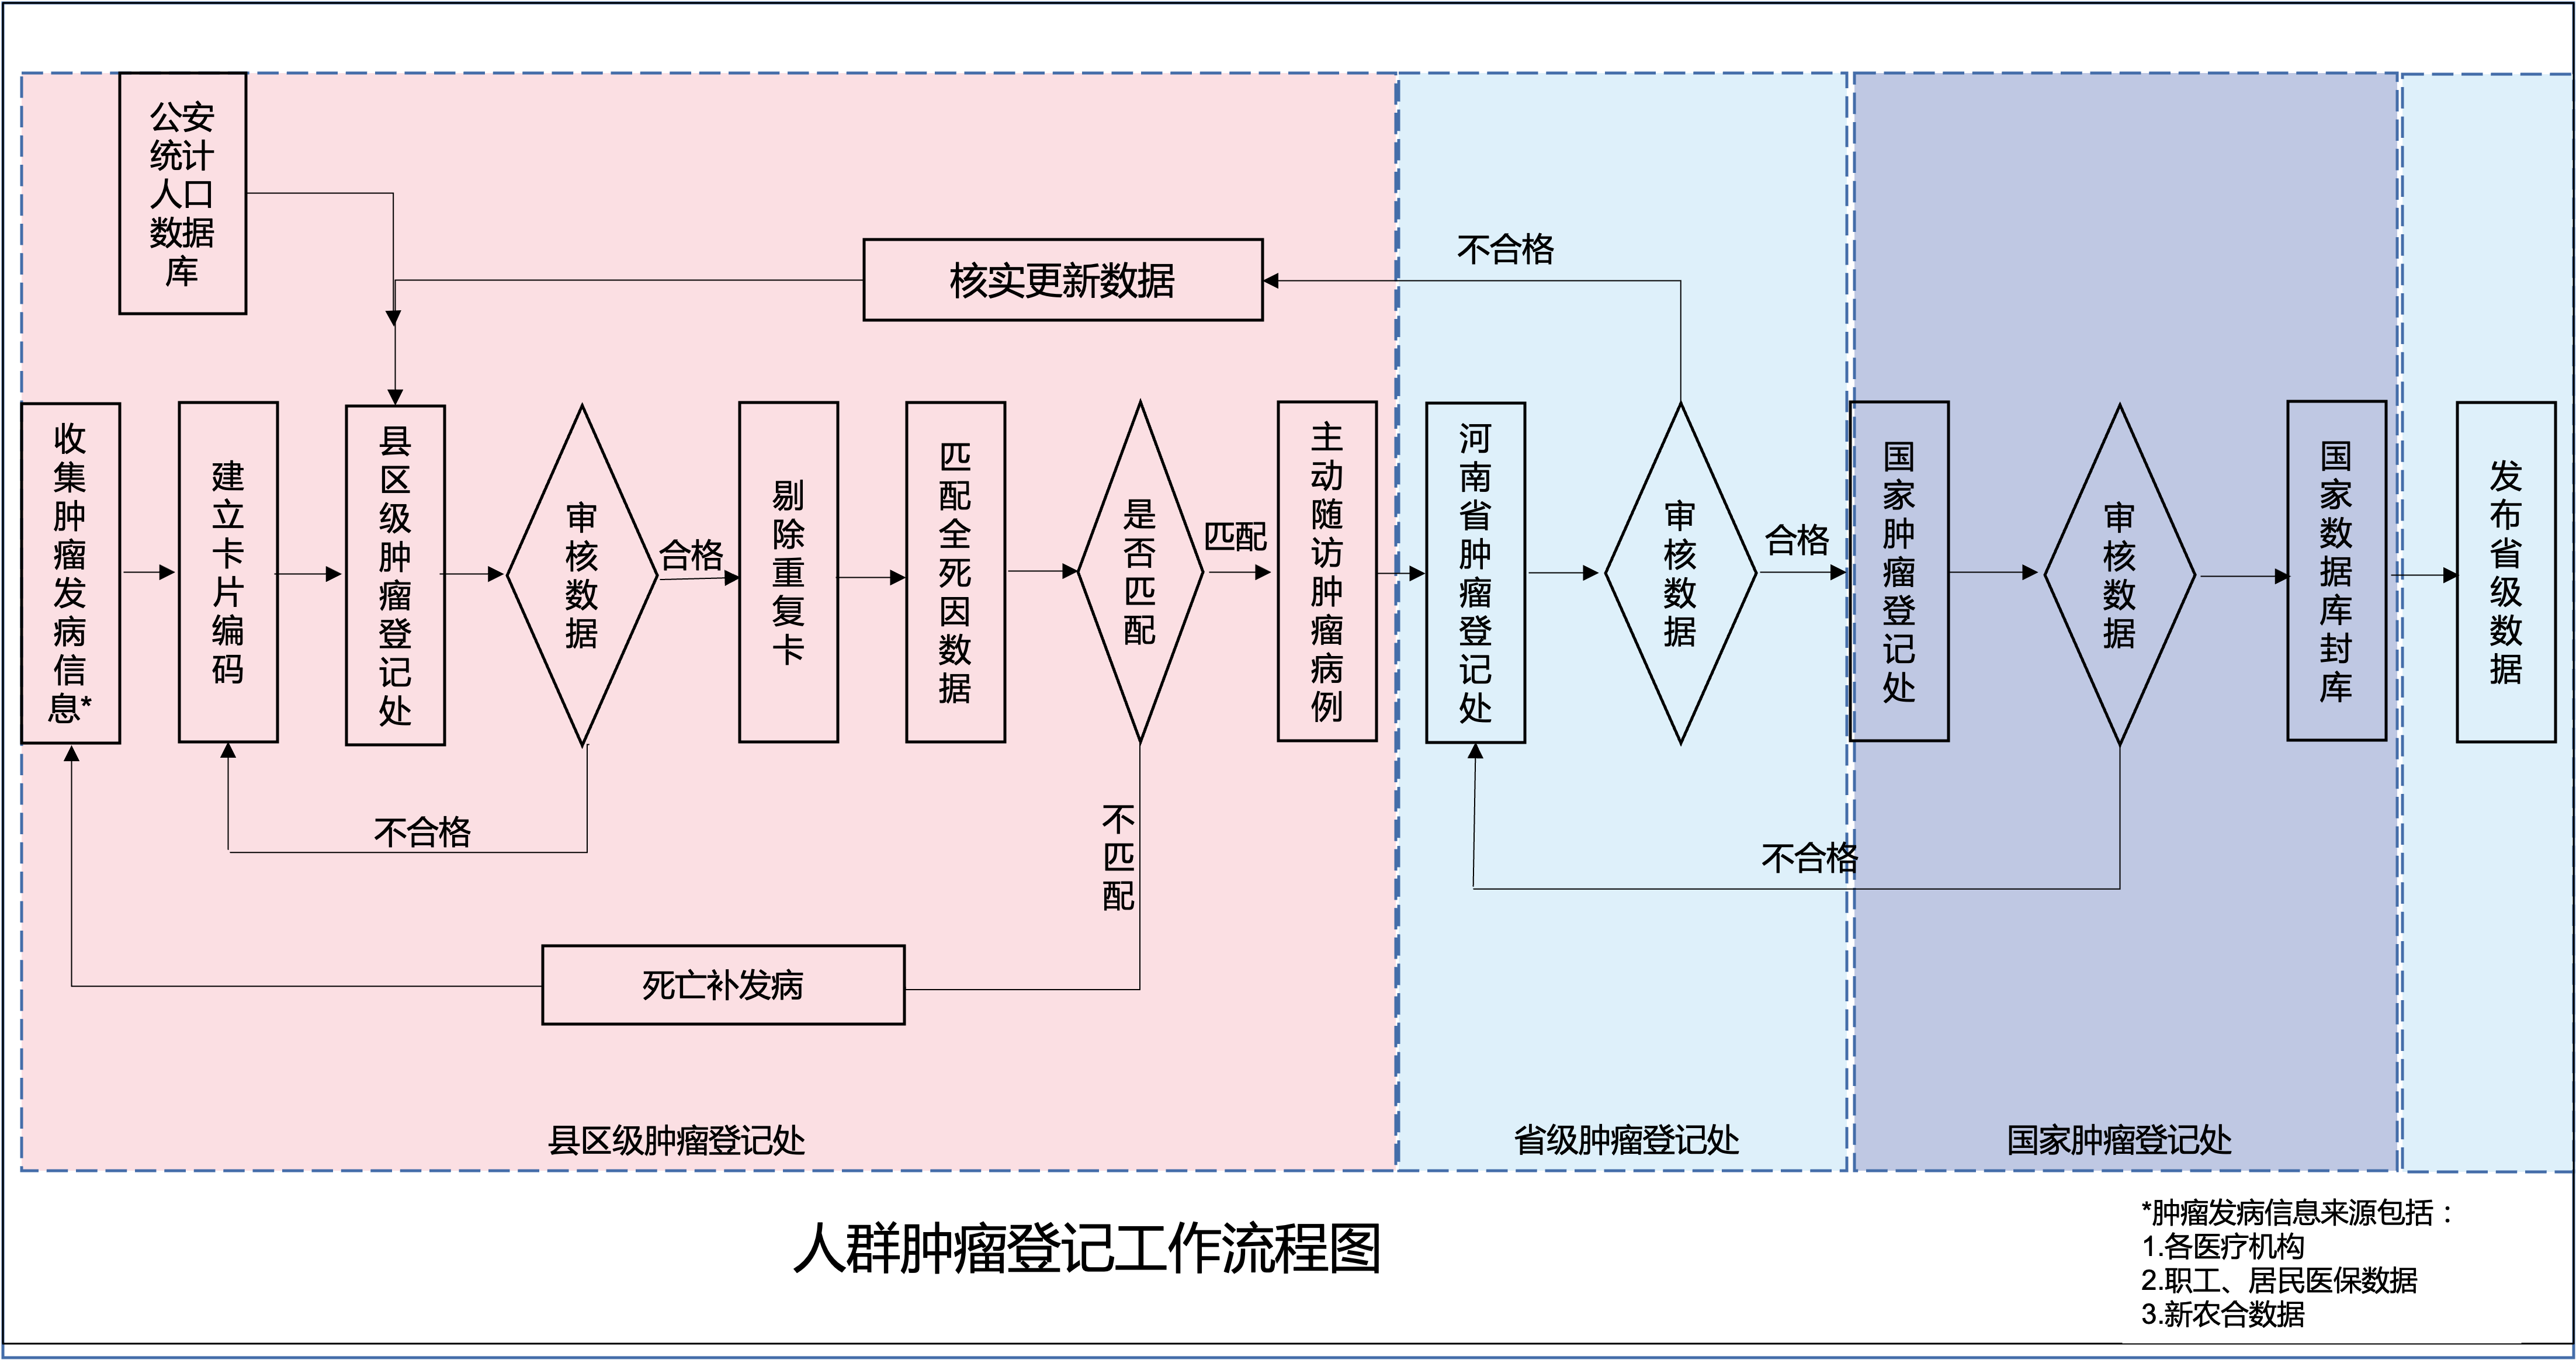 公安
统计
人口
数据
库
核实更新数据
不合格
收
集
肿
瘤
发
病
信
息*
建
立
卡
片
编
码
县
区
级
肿
瘤
登
记
处
审
核
数
据
合格
剔
除
重
复
卡
匹
配
全
死
因
数
据
是
否
匹
配
匹配
主
动
随
访
肿
瘤
病
例
河
南
省
肿
瘤
登
记
处
审
核
数
据
合格
国
家
肿
瘤
登
记
处
审
核
数
据
国
家
数
据
库
封
库
发
布
省
级
数
据
不合格
不
匹
配
不合格
死亡补发病
县区级肿瘤登记处
省级肿瘤登记处
国家肿瘤登记处
人群肿瘤登记工作流程图
*肿瘤发病信息来源包括：
1.各医疗机构
2.职工、居民医保数据
3.新农合数据